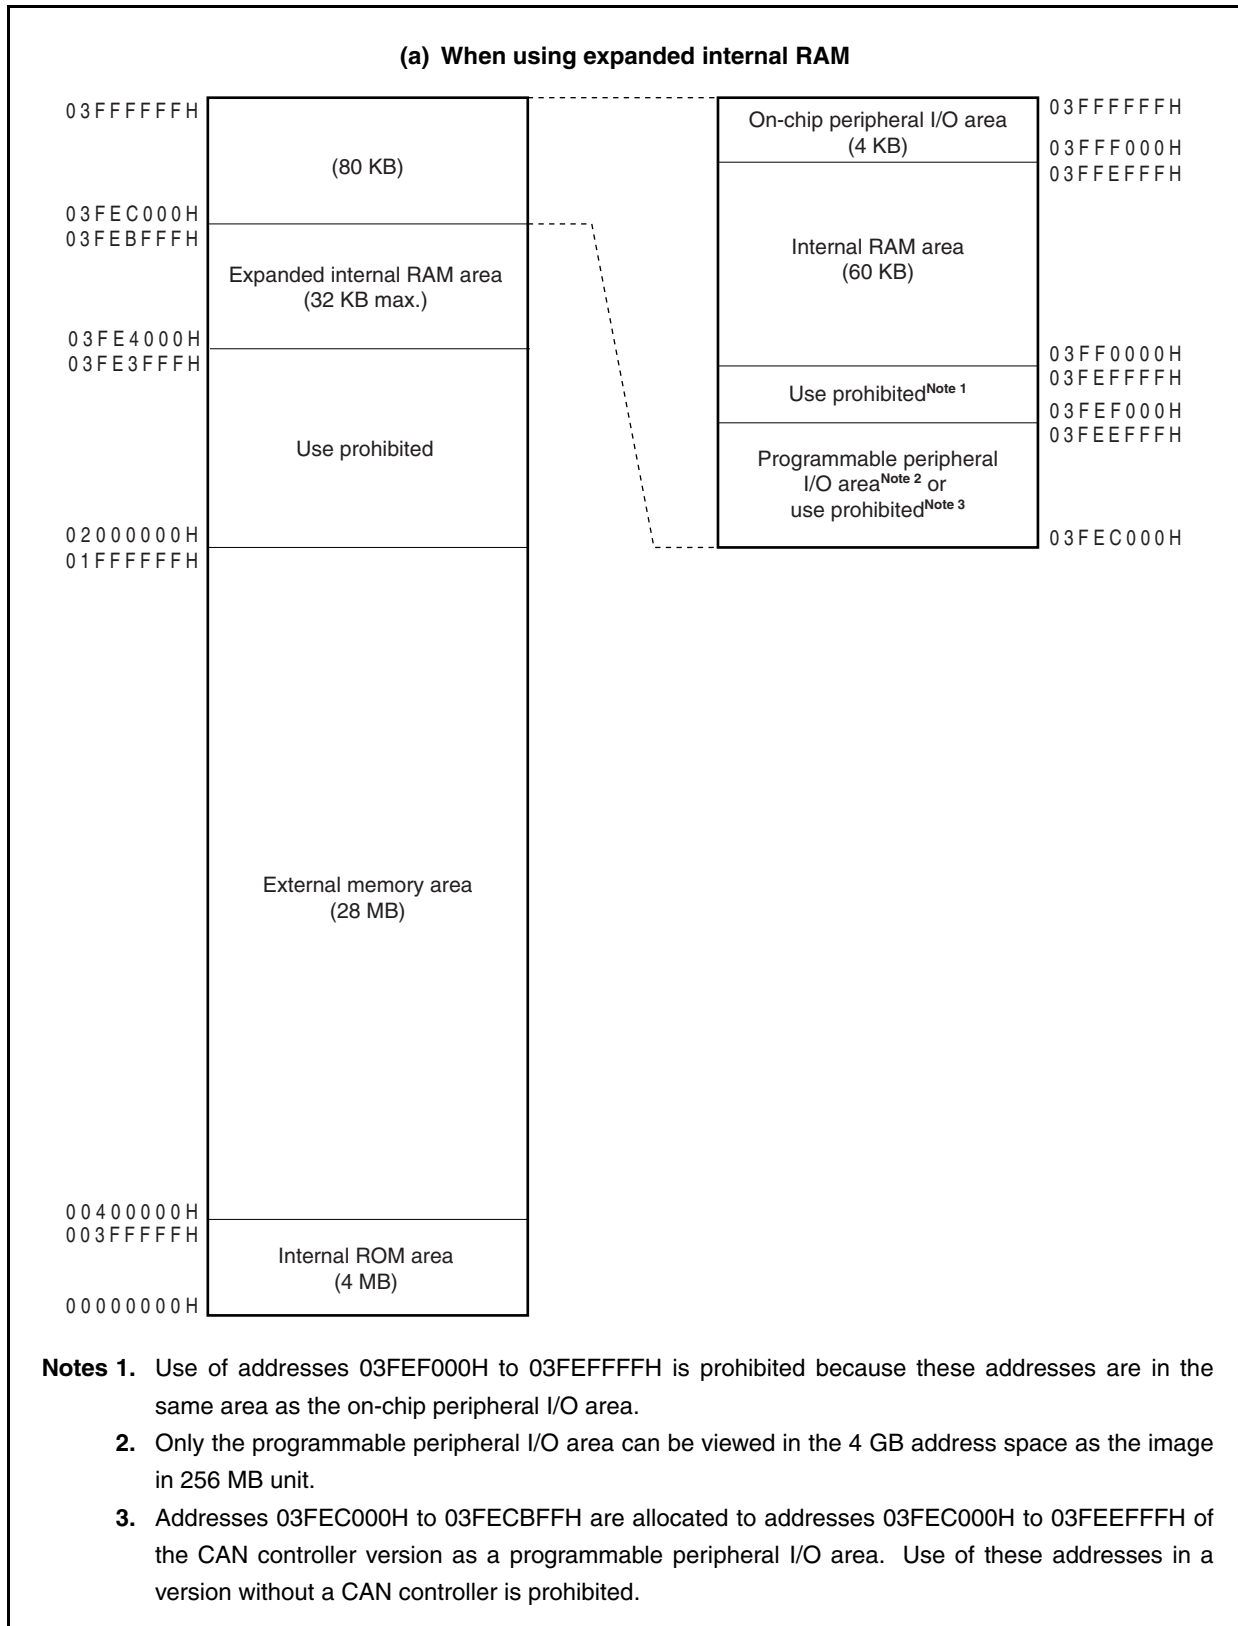 (a) When using expanded internal RAM
03FFFFFFH
(80 KB)
03FEC000H
03FEBFFFH
Expanded internal RAM area
(32 KB max.)
03FE4000H
03FE3FFFH
Use prohibited
02000000H
01FFFFFFH
External memory area
(28 MB)
00400000H
003FFFFFH
Internal ROM area
(4 MB)
00000000H
On-chip peripheral I/O area
(4 KB)
03FFFFFFH
03FFF000H
03FFEFFFH
Internal RAM area
(60 KB)
03FF0000H
03FEFFFFH
Use prohibitedNote 1
03FEF000H
03FEEFFFH
Programmable peripheral
I/O areaNote 2 or
use prohibitedNote 3
03FEC000H
Notes 1. Use of addresses 03FEF000H to 03FEFFFFH is prohibited because these addresses are in the
same area as the on-chip peripheral I/O area.
2. Only the programmable peripheral I/O area can be viewed in the 4 GB address space as the image
in 256 MB unit.
3. Addresses 03FEC000H to 03FECBFFH are allocated to addresses 03FEC000H to 03FEEFFFH of
the CAN controller version as a programmable peripheral I/O area. Use of these addresses in a
version without a CAN controller is prohibited.